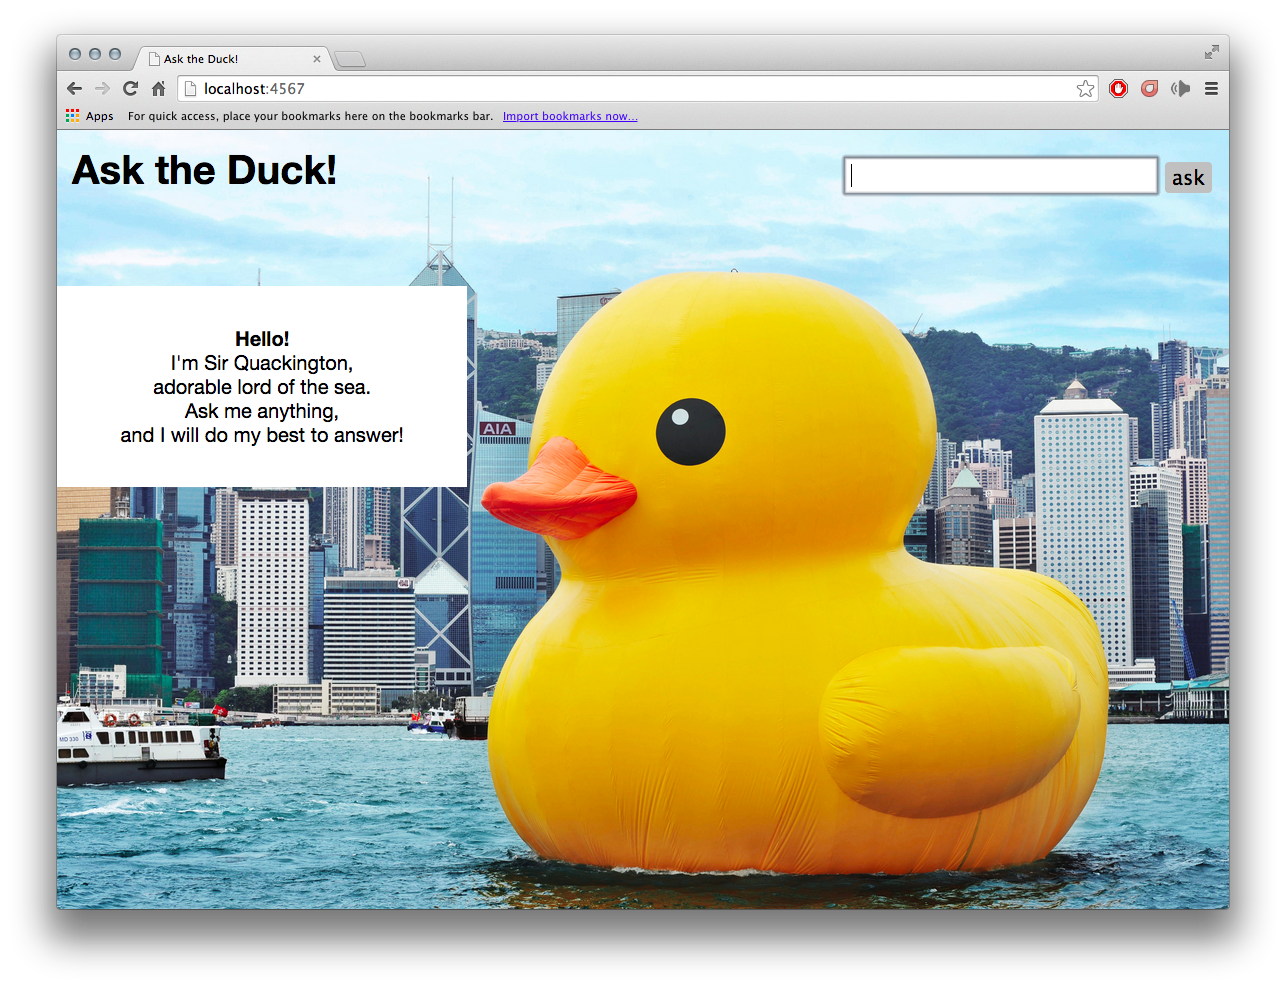 Ask the Duck!
localhost:4567
Apps For quick access, place your bookmarks here on the bookmarks bar. Import bookmarks now...
Ask the Duck!
ask
Hello!
I'm Sir Quackington,
adorable lord of the sea.
Ask me anything,
and I will do my best to answer!
AIA
MD 330